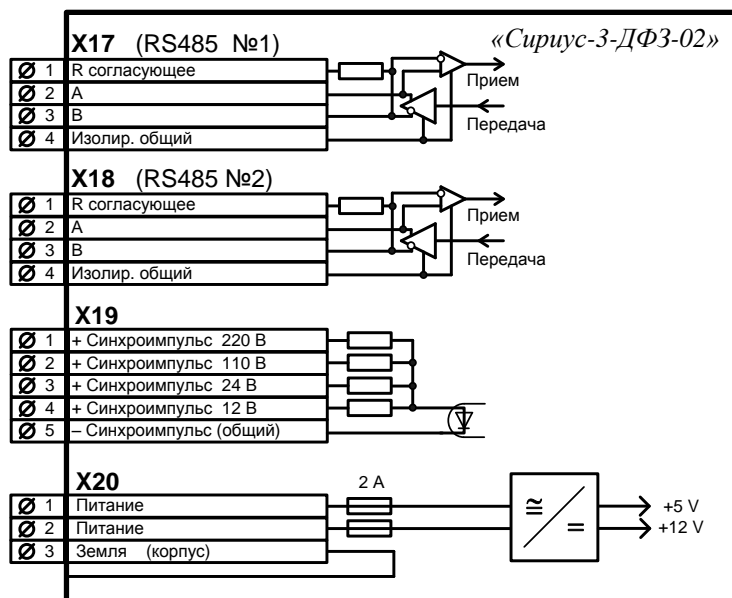 X17 (RS485 №1)
«Сириус-3-ДФЗ-02»
1 R согласующее
2 A
3 B
4 Изолир. общий
Прием
Передача
X18 (RS485 №2)
1 R согласующее
2 A
3 B
4 Изолир. общий
Прием
Передача
X19
1 + Синхроимпульс 220 В
2 + Синхроимпульс 110 В
3 + Синхроимпульс 24 В
4 + Синхроимпульс 12 В
5 – Синхроимпульс (общий)
X20
2 А
1 Питание
2 Питание
3 Земля (корпус)
≅
=
+5 V
+12 V